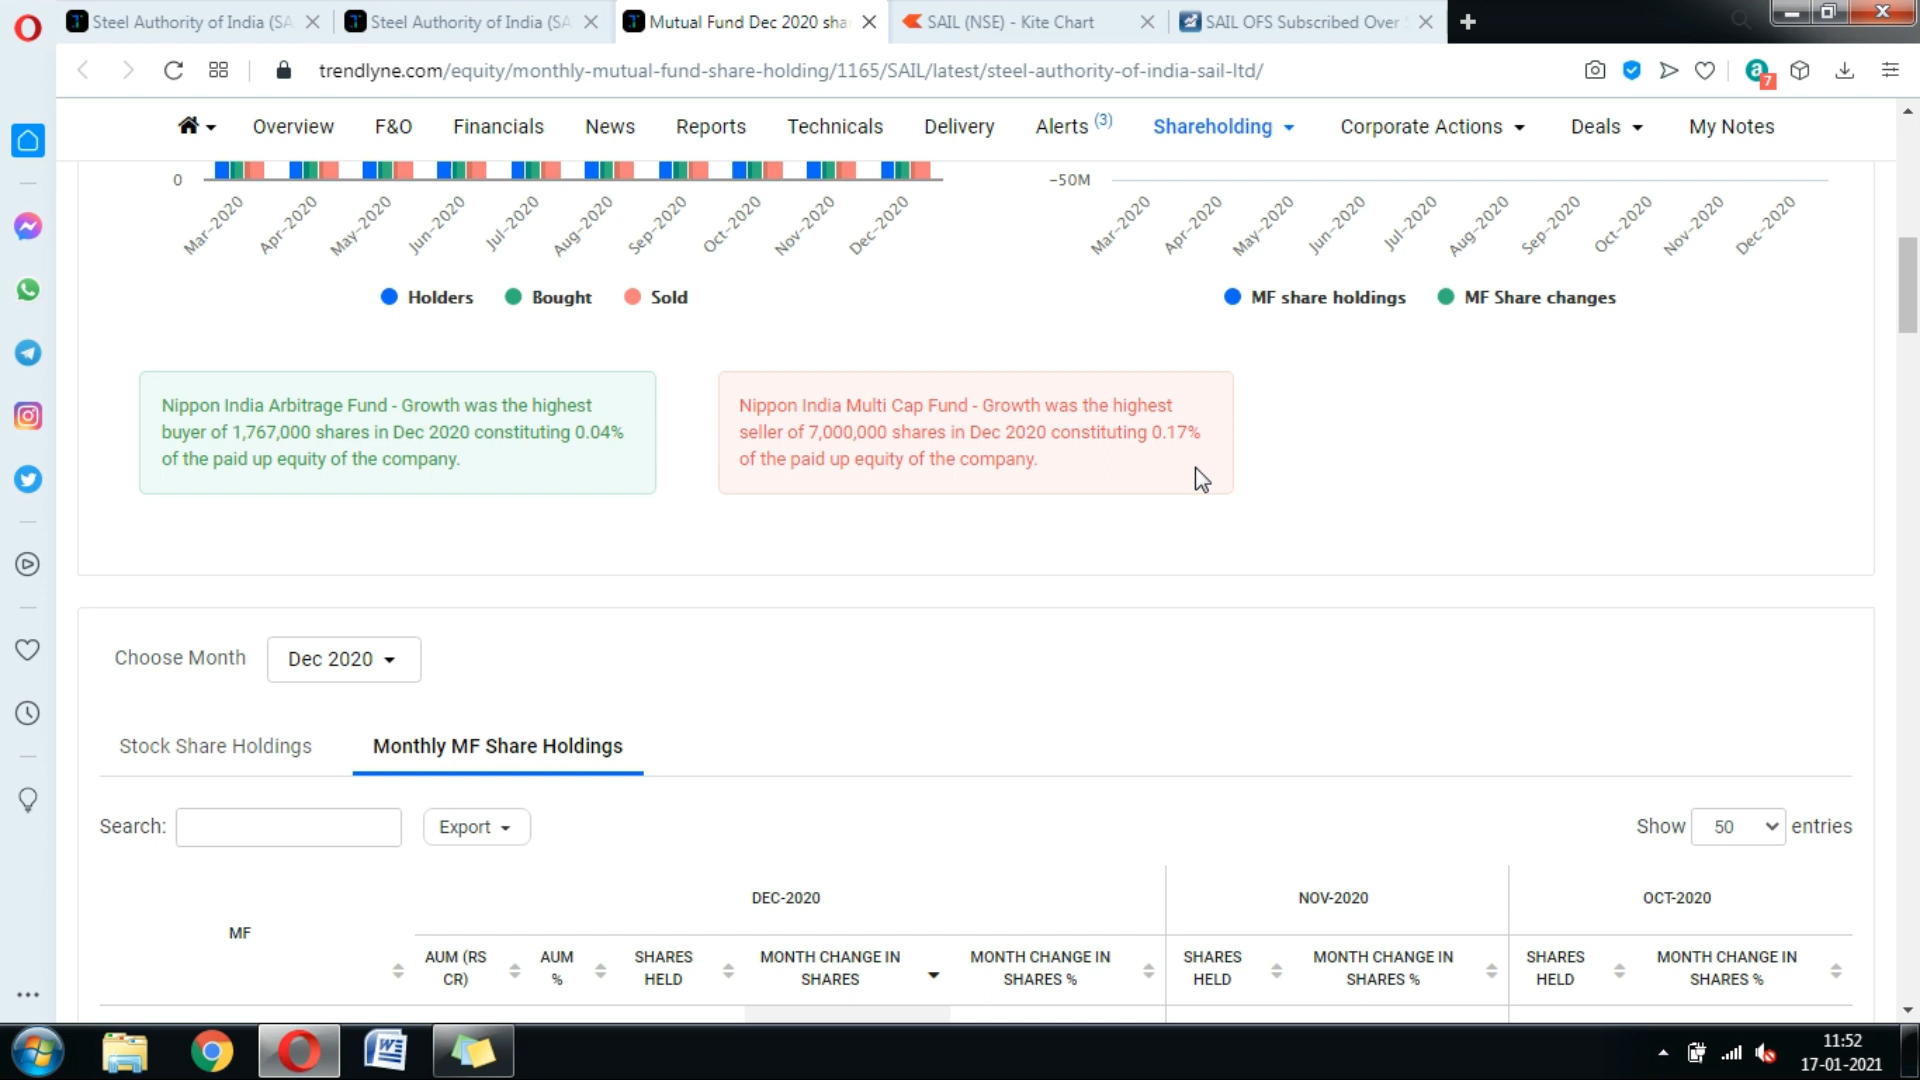 Steel Authority of India (SA
Steel Authority of India (SA
Mutual Fund Dec 2020 sha
SAIL (NSE) - Kite Chart
SAIL OFS Subscribed Over
trendlyne.com/equity/monthly-mutual-fund-share-holding/1165/SAIL/latest/steel-authority-of-india-sail-ltd/
a 7
Overview F&O Financials News Reports Technicals Delivery Alerts (3) Shareholding Corporate Actions Deals My Notes
0
Mar-2020 Apr-2020 May-2020 Jun-2020 Jul-2020 Aug-2020 Sep-2020 Oct-2020 Nov-2020 Dec-2020
Holders Bought Sold
-50M
Mar-2020 Apr-2020 May-2020 Jun-2020 Jul-2020 Aug-2020 Sep-2020 Oct-2020 Nov-2020 Dec-2020
MF share holdings MF Share changes
Nippon India Arbitrage Fund - Growth was the highest
buyer of 1,767,000 shares in Dec 2020 constituting 0.04%
of the paid up equity of the company.
Nippon India Multi Cap Fund - Growth was the highest
seller of 7,000,000 shares in Dec 2020 constituting 0.17%
of the paid up equity of the company.
Choose Month Dec 2020
Stock Share Holdings Monthly MF Share Holdings
Search: Export Show 50 entries
DEC-2020 NOV-2020 OCT-2020
MF
AUM (RS AUM SHARES MONTH CHANGE IN MONTH CHANGE IN SHARES MONTH CHANGE IN SHARES MONTH CHANGE IN
CR) % HELD SHARES SHARES % HELD SHARES % HELD SHARES %
11:52
17-01-2021